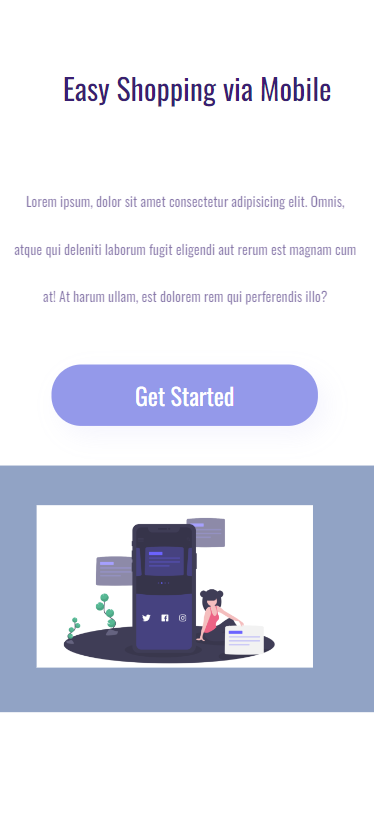 Easy Shopping via Mobile
Lorem ipsum, dolor sit amet consectetur adipisicing elit. Omnis,
atque qui deleniti laborum fugit eligendi aut rerum est magnam cum
at! At harum ullam, est dolorem rem qui perferendis illo?
Get Started